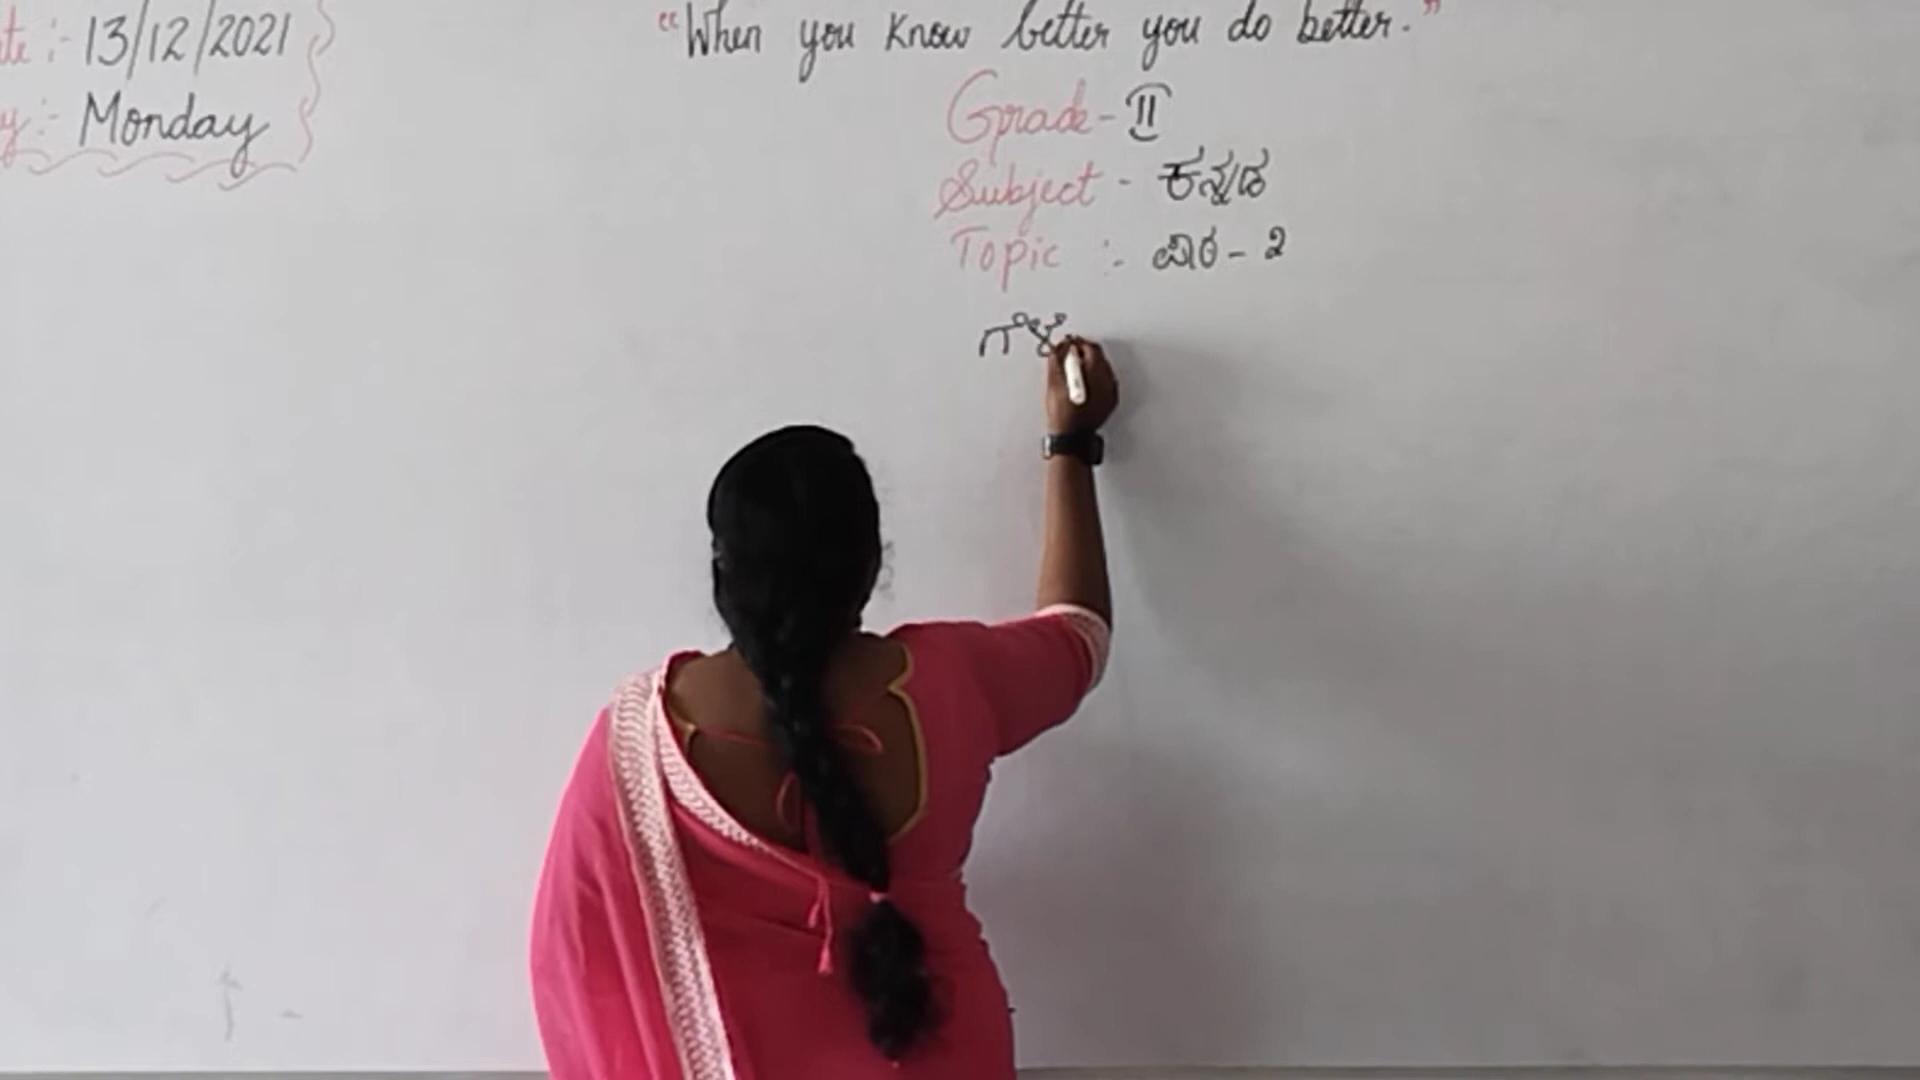 te :- 13/12/2021
y :- Monday
“When you know better you do better.”
Grade - II
Subject - ಕನ್ನಡ
Topic :- ಪಾಠ - 2
ಗೆಳೆ